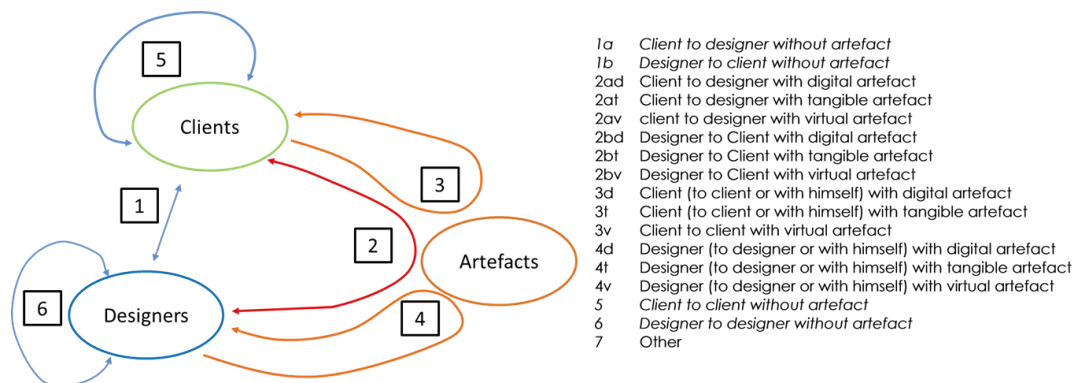 5
Clients
3
1
2
Artefacts
6
Designers
4
1a Client to designer without artefact
1b Designer to client without artefact
2ad Client to designer with digital artefact
2at Client to designer with tangible artefact
2av client to designer with virtual artefact
2bd Designer to Client with digital artefact
2bt Designer to Client with tangible artefact
2bv Designer to Client with virtual artefact
3d Client (to client or with himself) with digital artefact
3t Client (to client or with himself) with tangible artefact
3v Client to client with virtual artefact
4d Designer (to designer or with himself) with digital artefact
4t Designer (to designer or with himself) with tangible artefact
4v Designer (to designer or with himself) with virtual artefact
5 Client to client without artefact
6 Designer to designer without artefact
7 Other